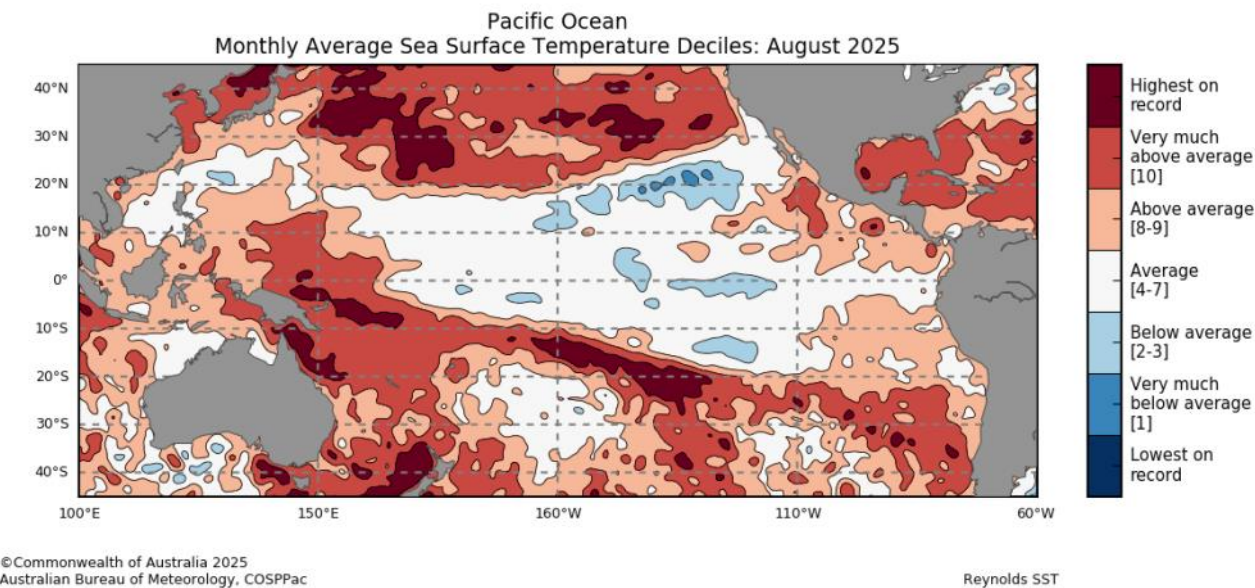 Pacific Ocean
Monthly Average Sea Surface Temperature Deciles: August 2025
40°N
30°N
20°N
10°N
0°
10°S
20°S
30°S
40°S
100°E
150°E
160°W
110°W
60°W
Highest on
record
Very much
above average
[10]
Above average
[8-9]
Average
[4-7]
Below average
[2-3]
Very much
below average
[1]
Lowest on
record
©Commonwealth of Australia 2025
Australian Bureau of Meteorology, COSPPac
Reynolds SST